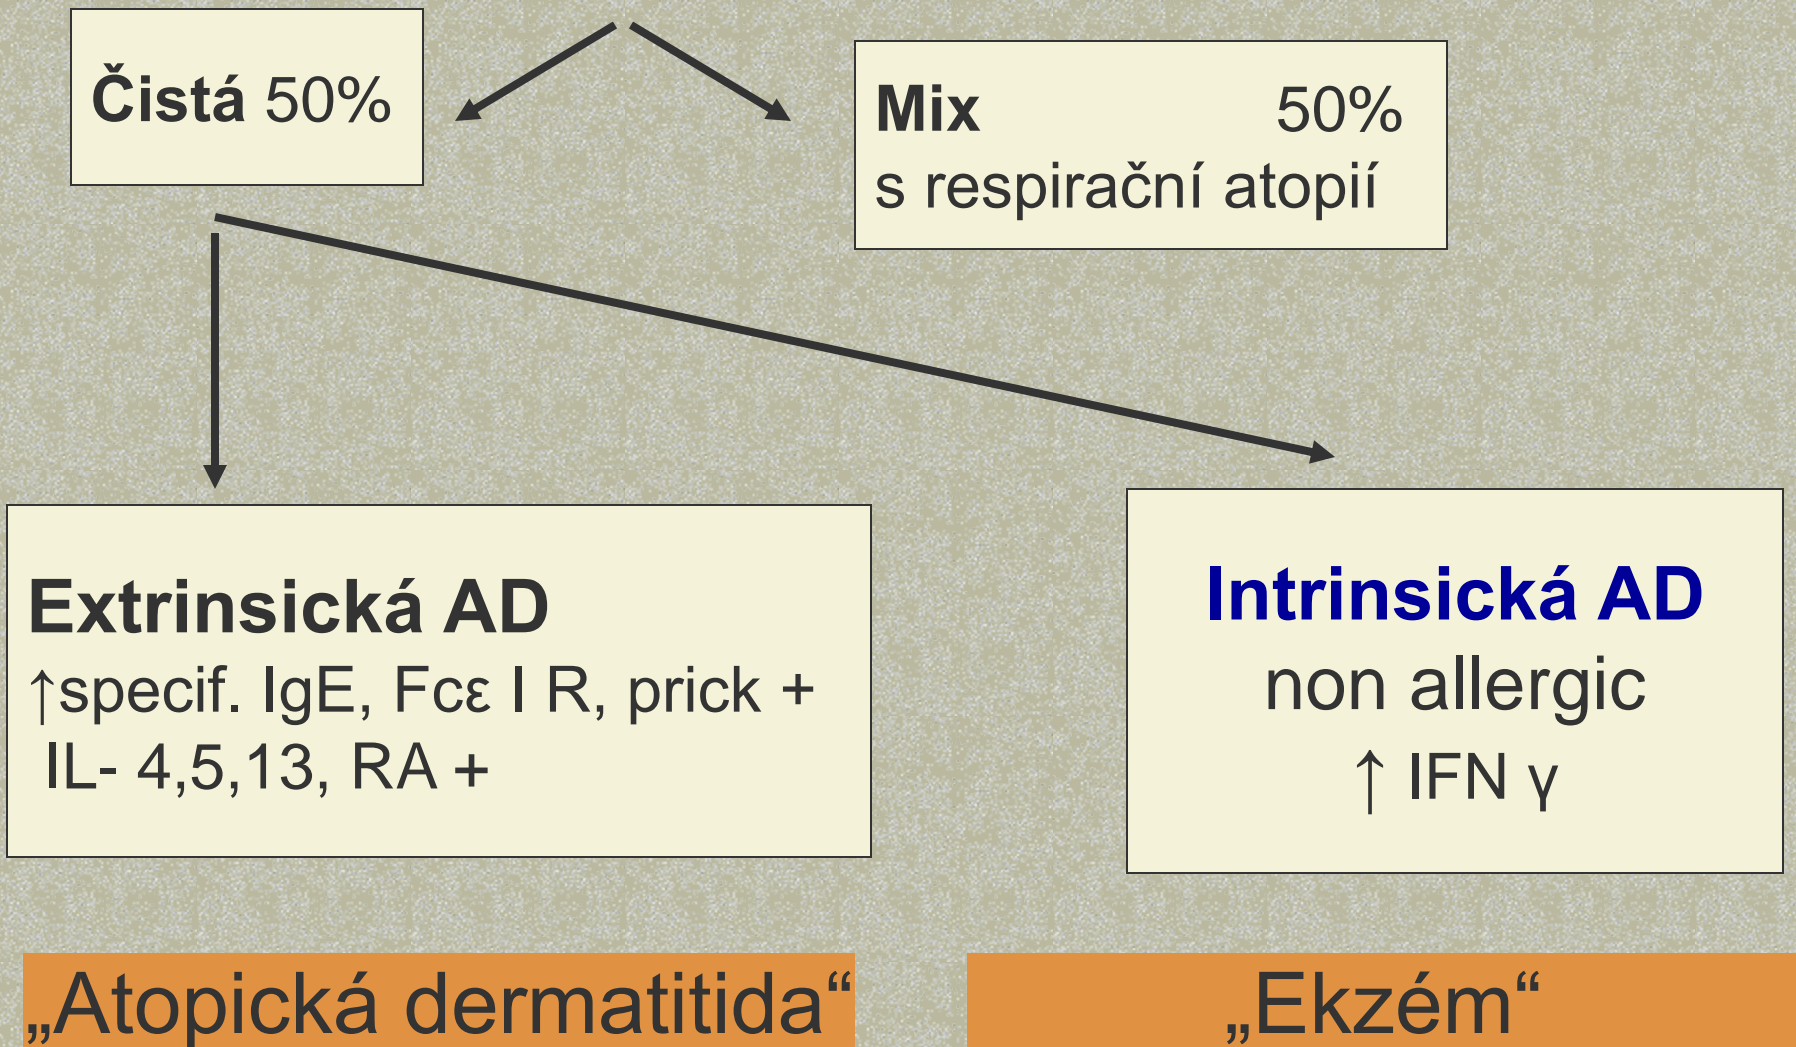 Čistá 50%
Mix 50%
s respirační atopií
Extrinsická AD
↑specif. IgE, Fcε I R, prick +
IL- 4,5,13, RA +
Intrinsická AD
non allergic
↑ IFN γ
„Atopická dermatitida“
„Ekzém“